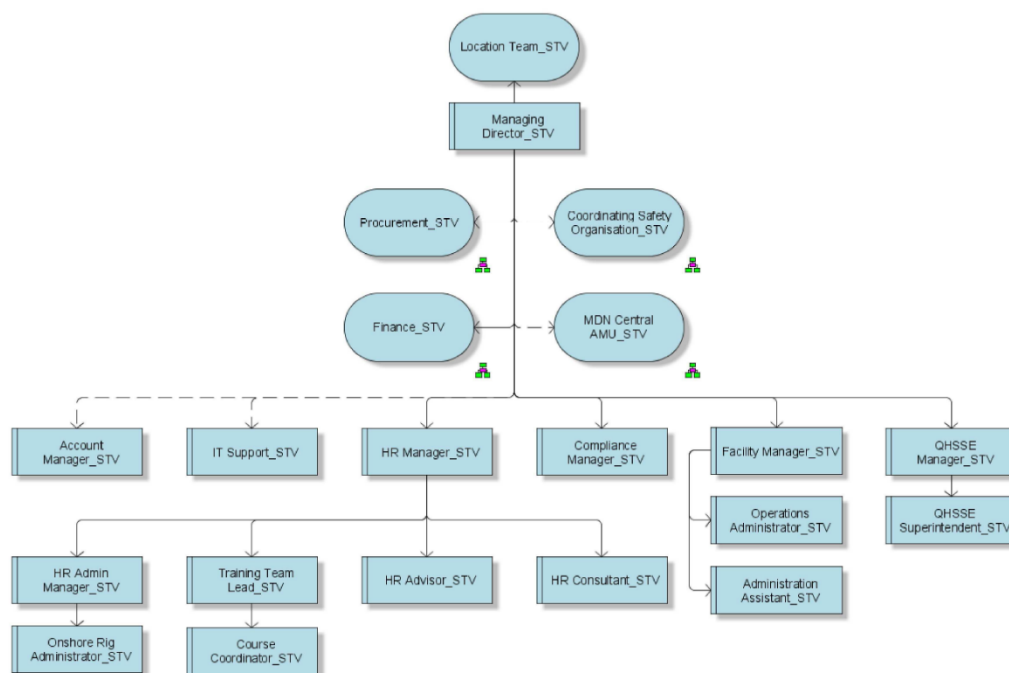 Location Team_STV
Managing
Director_STV
Procurement_STV
Coordinating Safety
Organisation_STV
Finance_STV
MDN Central
AMU_STV
Account
Manager_STV
IT Support_STV
HR Manager_STV
Compliance
Manager_STV
Facility Manager_STV
QHSSE
Manager_STV
Operations
Administrator_STV
QHSSE
Superintendent_STV
HR Admin
Manager_STV
Training Team
Lead_STV
HR Advisor_STV
HR Consultant_STV
Administration
Assistant_STV
Onshore Rig
Administrator_STV
Course
Coordinator_STV